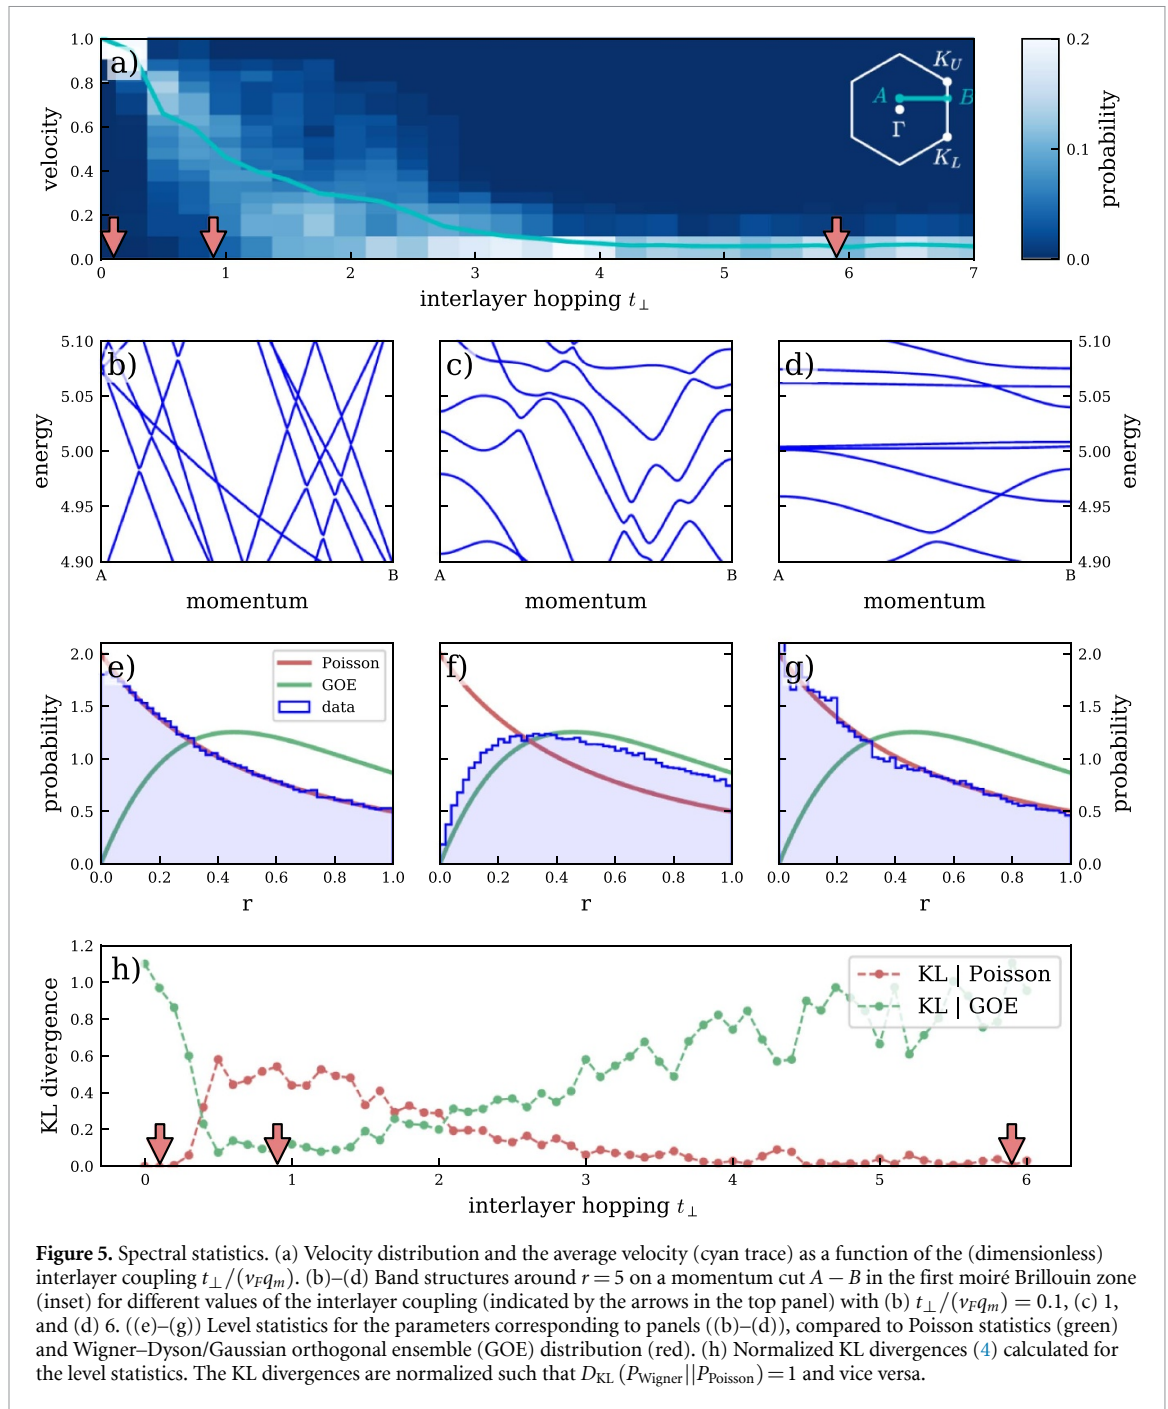 a)
1.0
0.8
0.6
0.4
0.2
0.0
velocity
K_U
A
B
Γ
K_L
0.2
0.1
0.0
probability
0 1 2 3 4 5 6 7
interlayer hopping t_⊥
b) c) d)
5.10
5.05
5.00
4.95
4.90
energy
5.10
5.05
5.00
4.95
4.90
energy
A B A B A B
momentum momentum momentum
e) f) g)
2.0
1.5
1.0
0.5
0.0
probability
Poisson
GOE
data
2.0
1.5
1.0
0.5
0.0
probability
0.0 0.2 0.4 0.6 0.8 1.0 0.0 0.2 0.4 0.6 0.8 1.0 0.0 0.2 0.4 0.6 0.8 1.0
r r r
h)
1.2
1.0
0.8
0.6
0.4
0.2
0.0
KL divergence
KL | Poisson
KL | GOE
0 1 2 3 4 5 6
interlayer hopping t_⊥
Figure 5. Spectral statistics. (a) Velocity distribution and the average velocity (cyan trace) as a function of the (dimensionless)
interlayer coupling t_⊥/(v_F q_m). (b)–(d) Band structures around r = 5 on a momentum cut A − B in the first moiré Brillouin zone
(inset) for different values of the interlayer coupling (indicated by the arrows in the top panel) with (b) t_⊥/(v_F q_m) = 0.1, (c) 1,
and (d) 6. ((e)–(g)) Level statistics for the parameters corresponding to panels ((b)–(d)), compared to Poisson statistics (green)
and Wigner–Dyson/Gaussian orthogonal ensemble (GOE) distribution (red). (h) Normalized KL divergences (4) calculated for
the level statistics. The KL divergences are normalized such that D_KL (P_Wigner||P_Poisson) = 1 and vice versa.